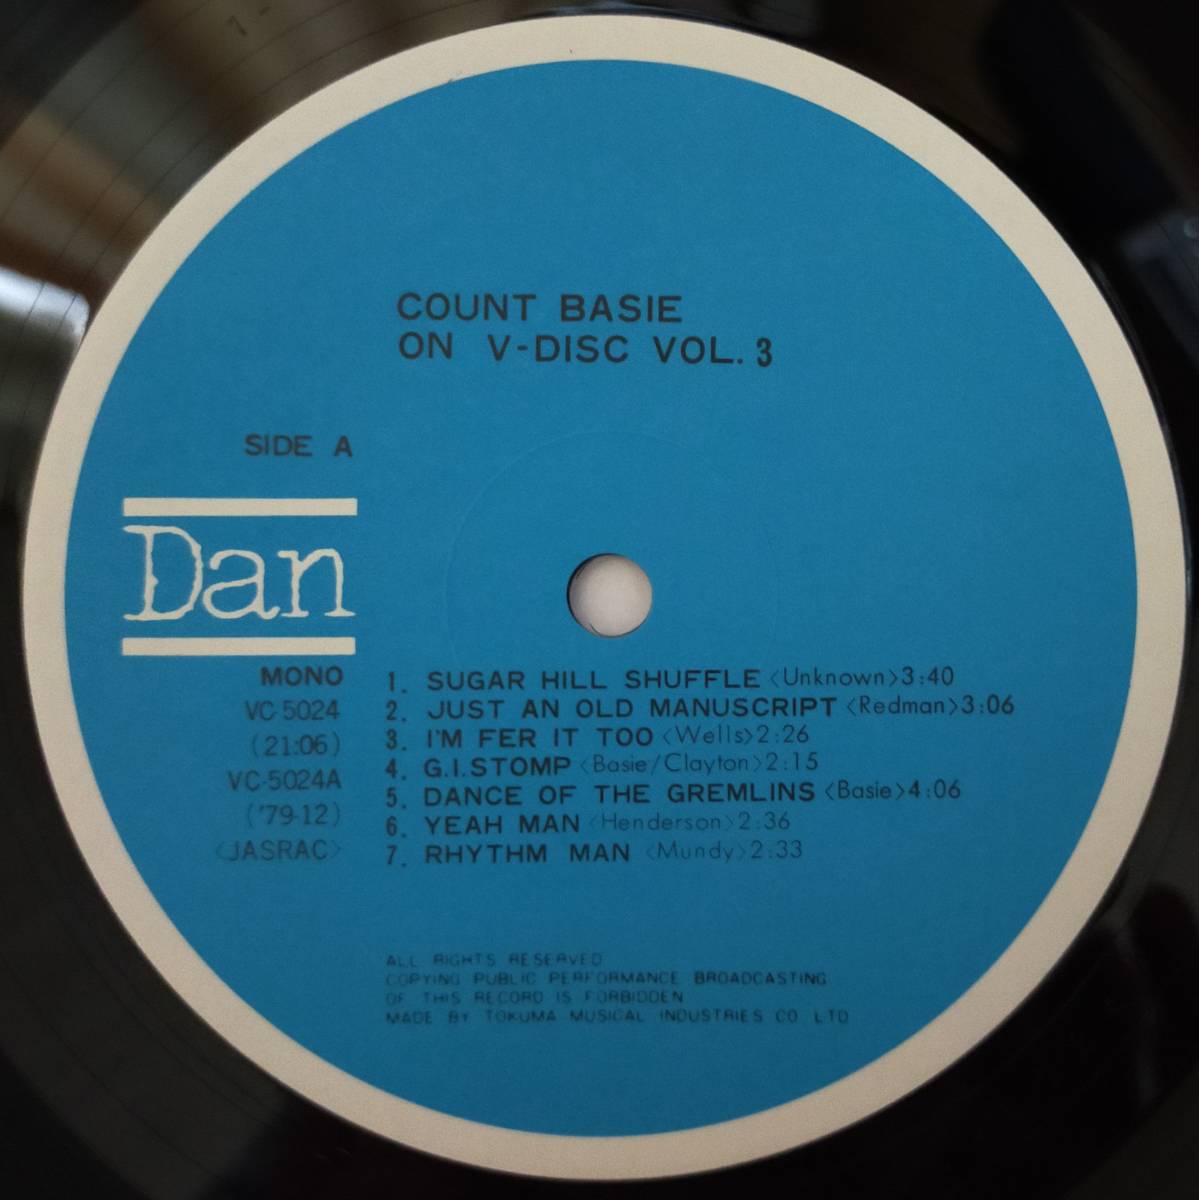 COUNT BASIE
ON V-DISC VOL. 3
SIDE A
Dan
MONO
VC-5024
(21:06)
VC-5024A
('79-12)
<JASRAC>
1. SUGAR HILL SHUFFLE <Unknown>3:40
2. JUST AN OLD MANUSCRIPT <Redman>3:06
3. I'M FER IT TOO <Wells>2:26
4. G.I.STOMP <Basie/Clayton>2:15
5. DANCE OF THE GREMLINS <Basie>4:06
6. YEAH MAN <Henderson>2:36
7. RHYTHM MAN <Mundy>2:33
ALL RIGHTS RESERVED
COPYING PUBLIC PERFORMANCE BROADCASTING
OF THIS RECORD IS FORBIDDEN
MADE BY TOKUMA MUSICAL INDUSTRIES CO LTD